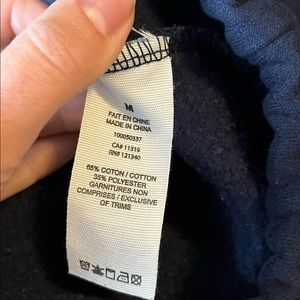 M
FAIT EN CHINE
MADE IN CHINA
100050337
CA# 11319
RN# 121340
65% COTON / COTTON
35% POLYESTER
GARNITURES NON
COMPRISES / EXCLUSIVE
OF TRIMS